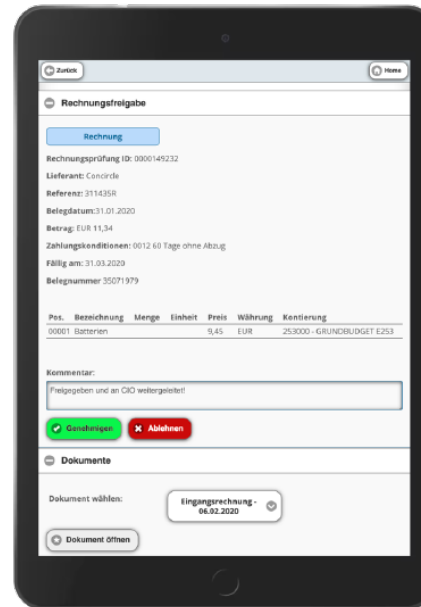 Zurück
Home
Rechnungsfreigabe
Rechnung
Rechnungsprüfung ID: 0000149232
Lieferant: Concircle
Referenz: 311435R
Belegdatum:31.01.2020
Betrag: EUR 11,34
Zahlungskonditionen: 0012 60 Tage ohne Abzug
Fällig am: 31.03.2020
Belegnummer 35071979
Pos. Bezeichnung Menge Einheit Preis Währung Kontierung
00001 Batterien 9,45 EUR 253000 - GRUNDBUDGET E253
Kommentar:
Freigegeben und an CIO weitergeleitet!
Genehmigen Ablehnen
Dokumente
Dokument wählen:
Eingangsrechnung -
06.02.2020
Dokument öffnen